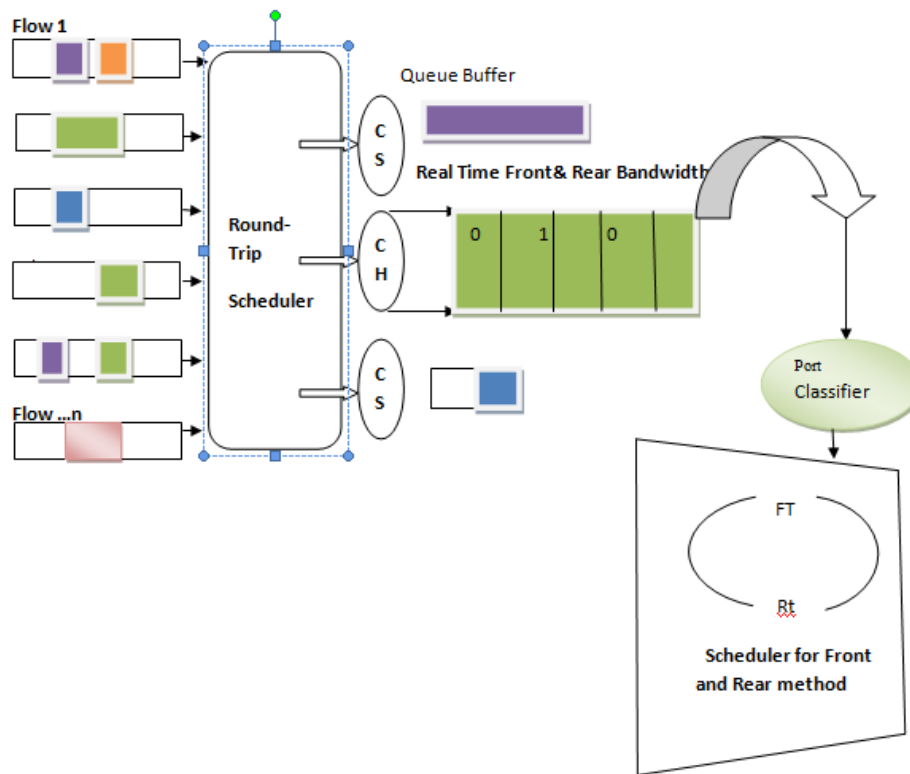 Flow 1
Flow ...n
Round-
Trip
Scheduler
C
S
C
H
C
S
Queue Buffer
Real Time Front& Rear Bandwidth
0 1 0
Port
Classifier
FT
Rt
Scheduler for Front
and Rear method